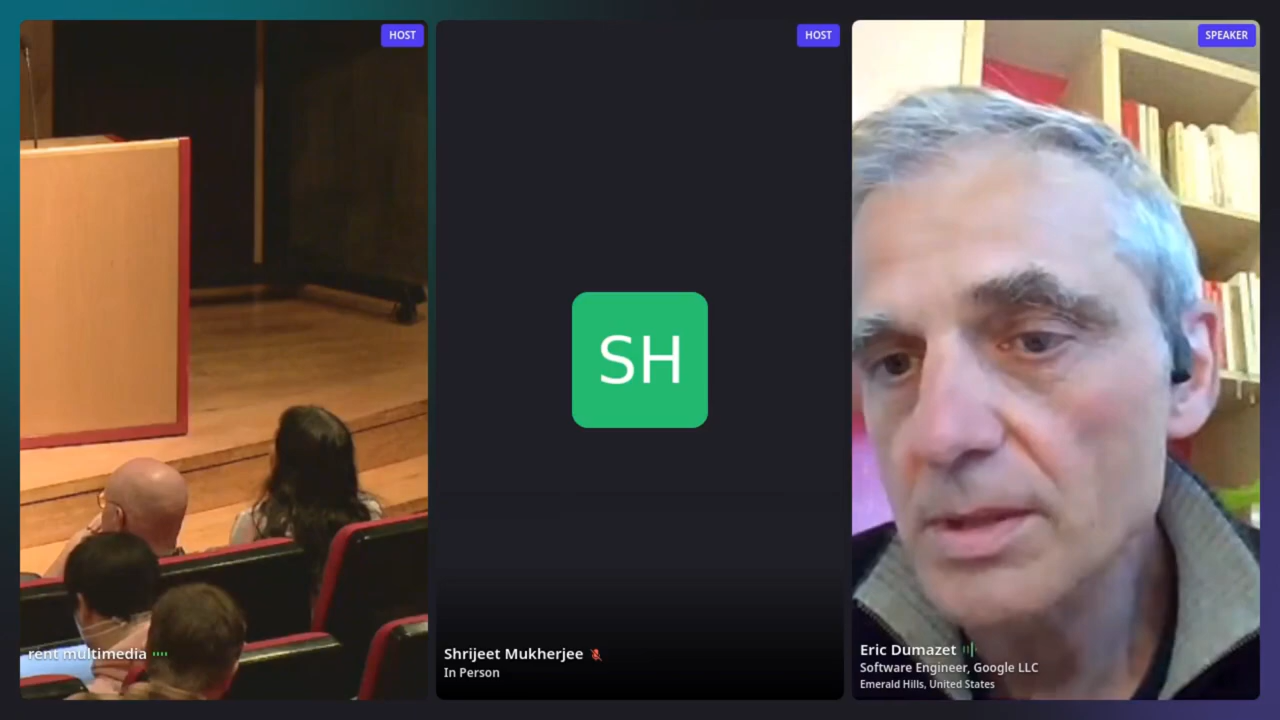 HOST
rent multimedia
HOST
SH
Shrijeet Mukherjee
In Person
SPEAKER
Eric Dumazet
Software Engineer, Google LLC
Emerald Hills, United States